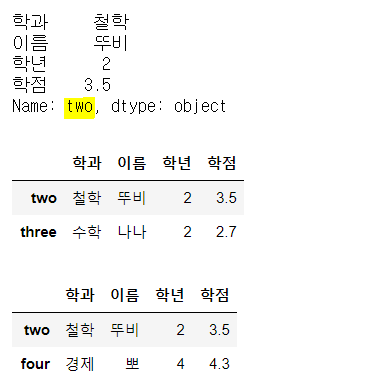 학과 철학
이름 뚜비
학년 2
학점 3.5
Name: two, dtype: object
학과 이름 학년 학점
two 철학 뚜비 2 3.5
three 수학 나나 2 2.7
학과 이름 학년 학점
two 철학 뚜비 2 3.5
four 경제 뽀 4 4.3